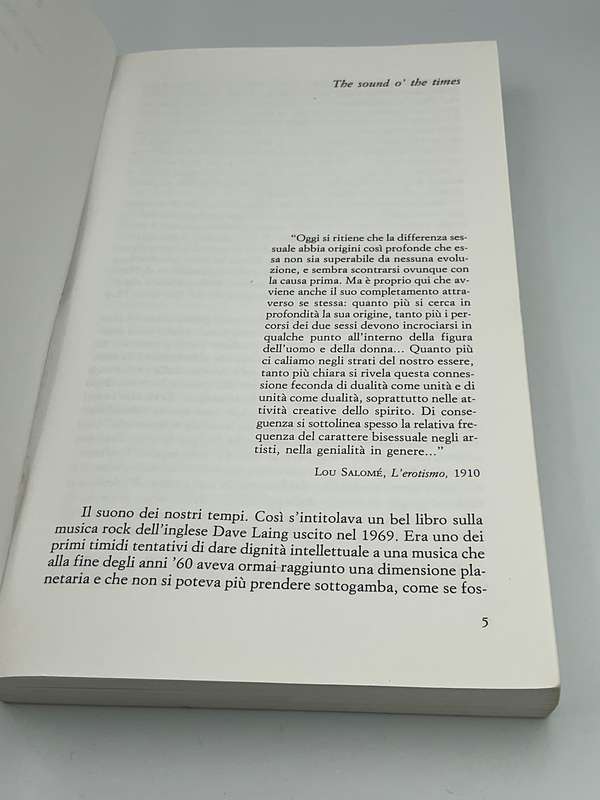 The sound o' the times
“Oggi si ritiene che la differenza ses-
suale abbia origini così profonde che es-
sa non sia superabile da nessuna evolu-
zione, e sembra scontrarsi ovunque con
la causa prima. Ma è proprio qui che av-
viene anche il suo completamento attra-
verso se stessa: quanto più si cerca in
profondità la sua origine, tanto più i per-
corsi dei due sessi devono incrociarsi in
qualche punto all'interno della figura
dell'uomo e della donna... Quanto più
ci caliamo negli strati del nostro essere,
tanto più chiara si rivela questa connes-
sione feconda di dualità come unità e di
unità come dualità, soprattutto nelle at-
tività creative dello spirito. Di conse-
guenza si sottolinea spesso la relativa fre-
quenza del carattere bisessuale negli ar-
tisti, nella genialità in genere...”
LOU SALOMÉ, L'erotismo, 1910
Il suono dei nostri tempi. Così s'intitolava un bel libro sulla
musica rock dell'inglese Dave Laing uscito nel 1969. Era uno dei
primi timidi tentativi di dare dignità intellettuale a una musica che
alla fine degli anni '60 aveva ormai raggiunto una dimensione pla-
netaria e che non si poteva più prendere sottogamba, come se fos-
5